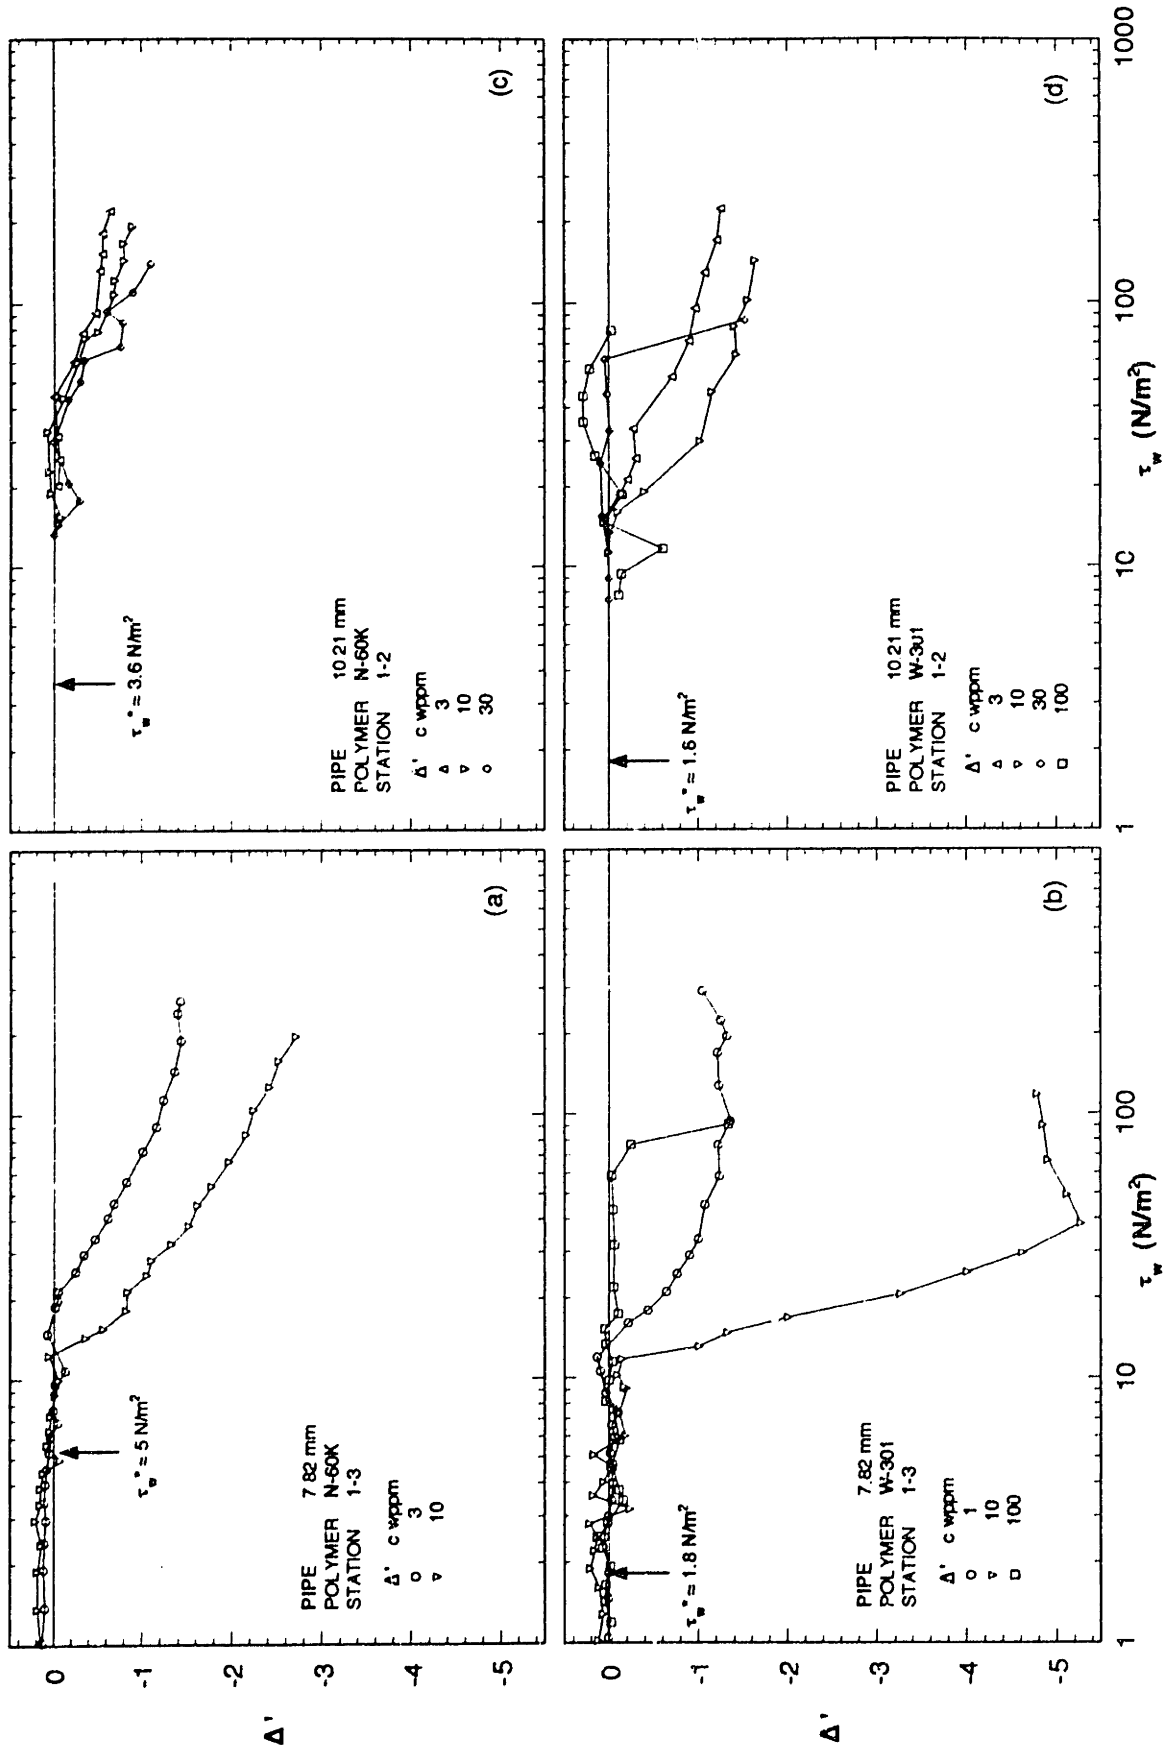 Δ'
0
-1
-2
-3
-4
-5
(a)
τw* = 5 N/m²
PIPE 7 82 mm
POLYMER N-60K
STATION 1-3
Δ' c wppm
○ 3
▽ 10
(c)
τw* = 3.6 N/m²
PIPE 10 21 mm
POLYMER N-60K
STATION 1-2
Δ' c wppm
△ 3
▽ 10
○ 30
Δ'
0
-1
-2
-3
-4
-5
(b)
τw* = 1.8 N/m²
PIPE 7.82 mm
POLYMER W-301
STATION 1-3
Δ' c wppm
○ 1
▽ 10
□ 100
1 10 100
τw (N/m²)
(d)
τw* = 1.6 N/m²
PIPE 10 21 mm
POLYMER W-301
STATION 1-2
Δ' c wppm
△ 3
▽ 10
○ 30
□ 100
1 10 100 1000
τw (N/m²)